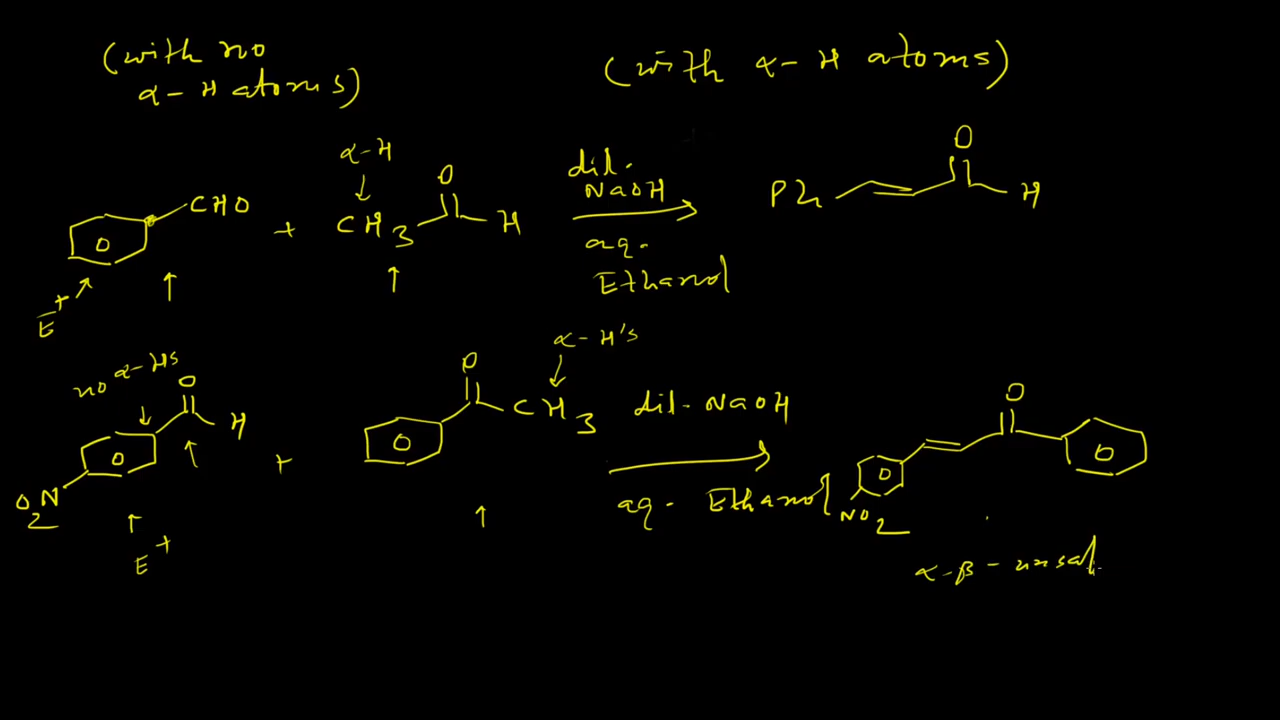 (with no
α - H atoms)
(with α - H atoms)
α-H
CHO
+
CH3
O
H
dil.
NaOH
aq.
Ethanol
Ph
O
H
E+
no α-Hs
O
H
O2N
E+
+
O
α-H's
CH3
dil. NaOH
aq. Ethanol
O
NO2
α-β-unsat